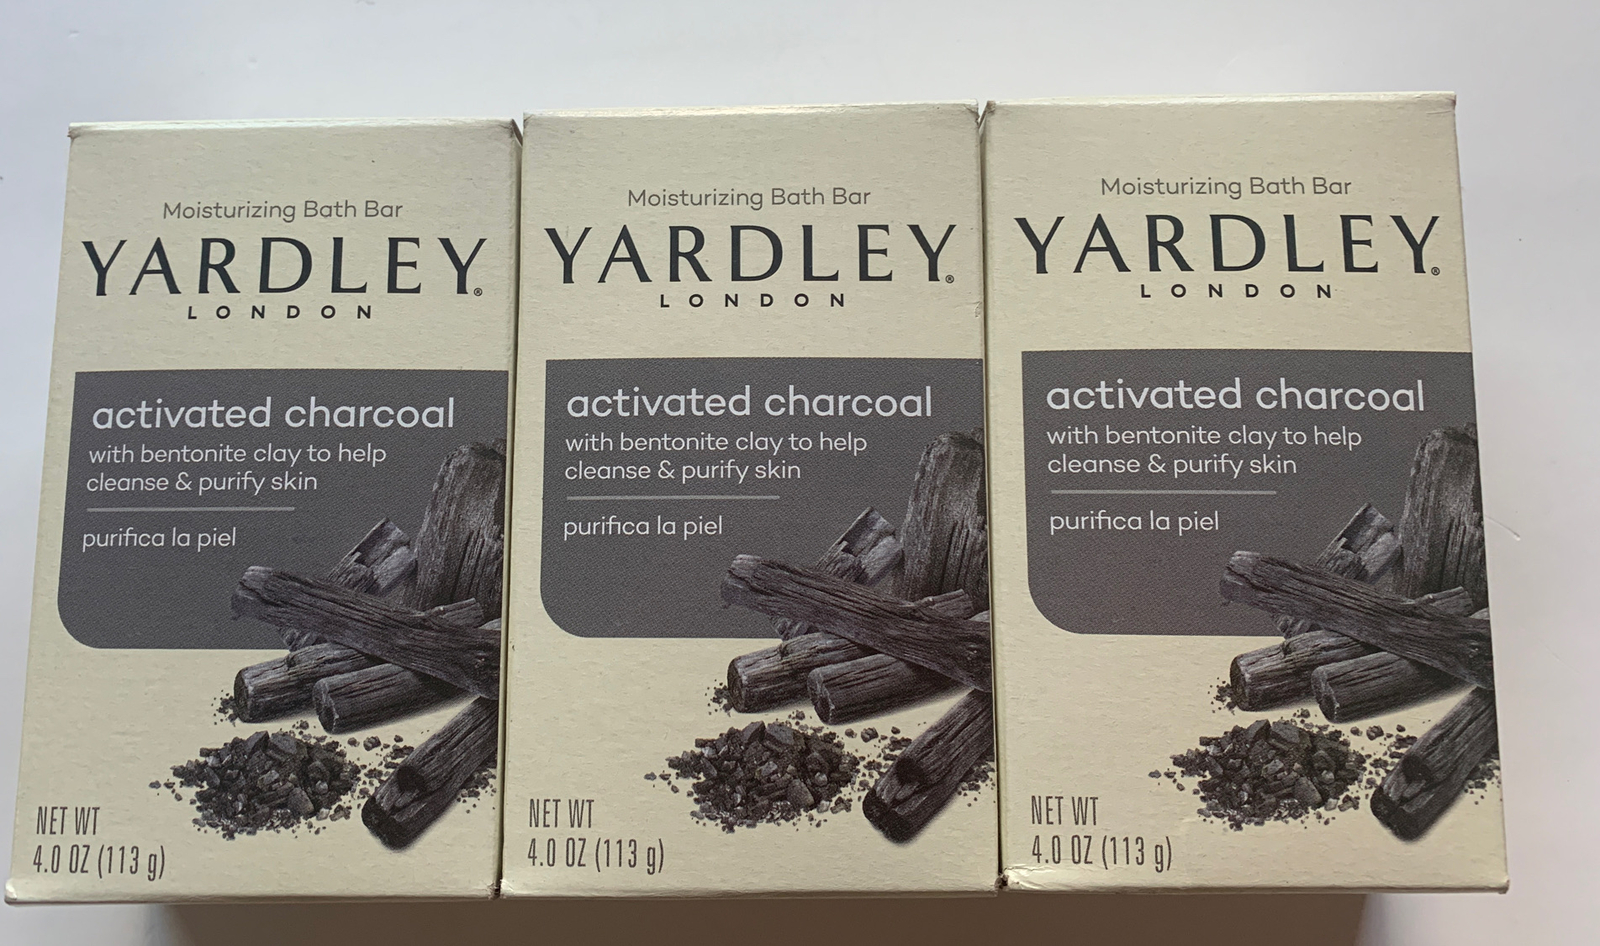 Moisturizing Bath Bar
YARDLEY®
LONDON
activated charcoal
with bentonite clay to help
cleanse & purify skin
purifica la piel
NET WT
4.0 OZ (113 g)
Moisturizing Bath Bar
YARDLEY®
LONDON
activated charcoal
with bentonite clay to help
cleanse & purify skin
purifica la piel
NET WT
4.0 OZ (113 g)
Moisturizing Bath Bar
YARDLEY®
LONDON
activated charcoal
with bentonite clay to help
cleanse & purify skin
purifica la piel
NET WT
4.0 OZ (113 g)